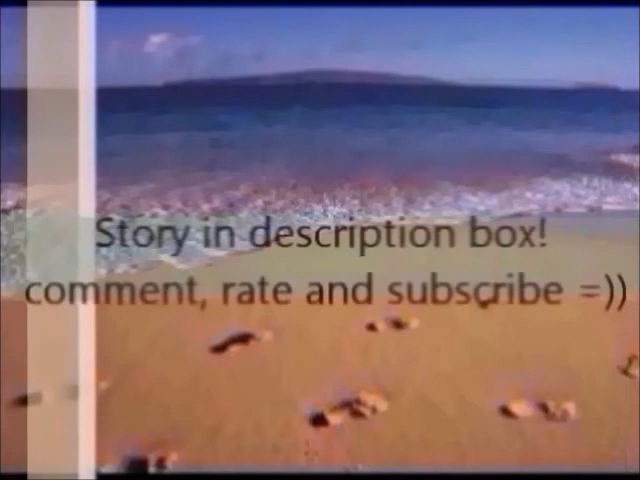 Story in description box!
comment, rate and subscribe =))